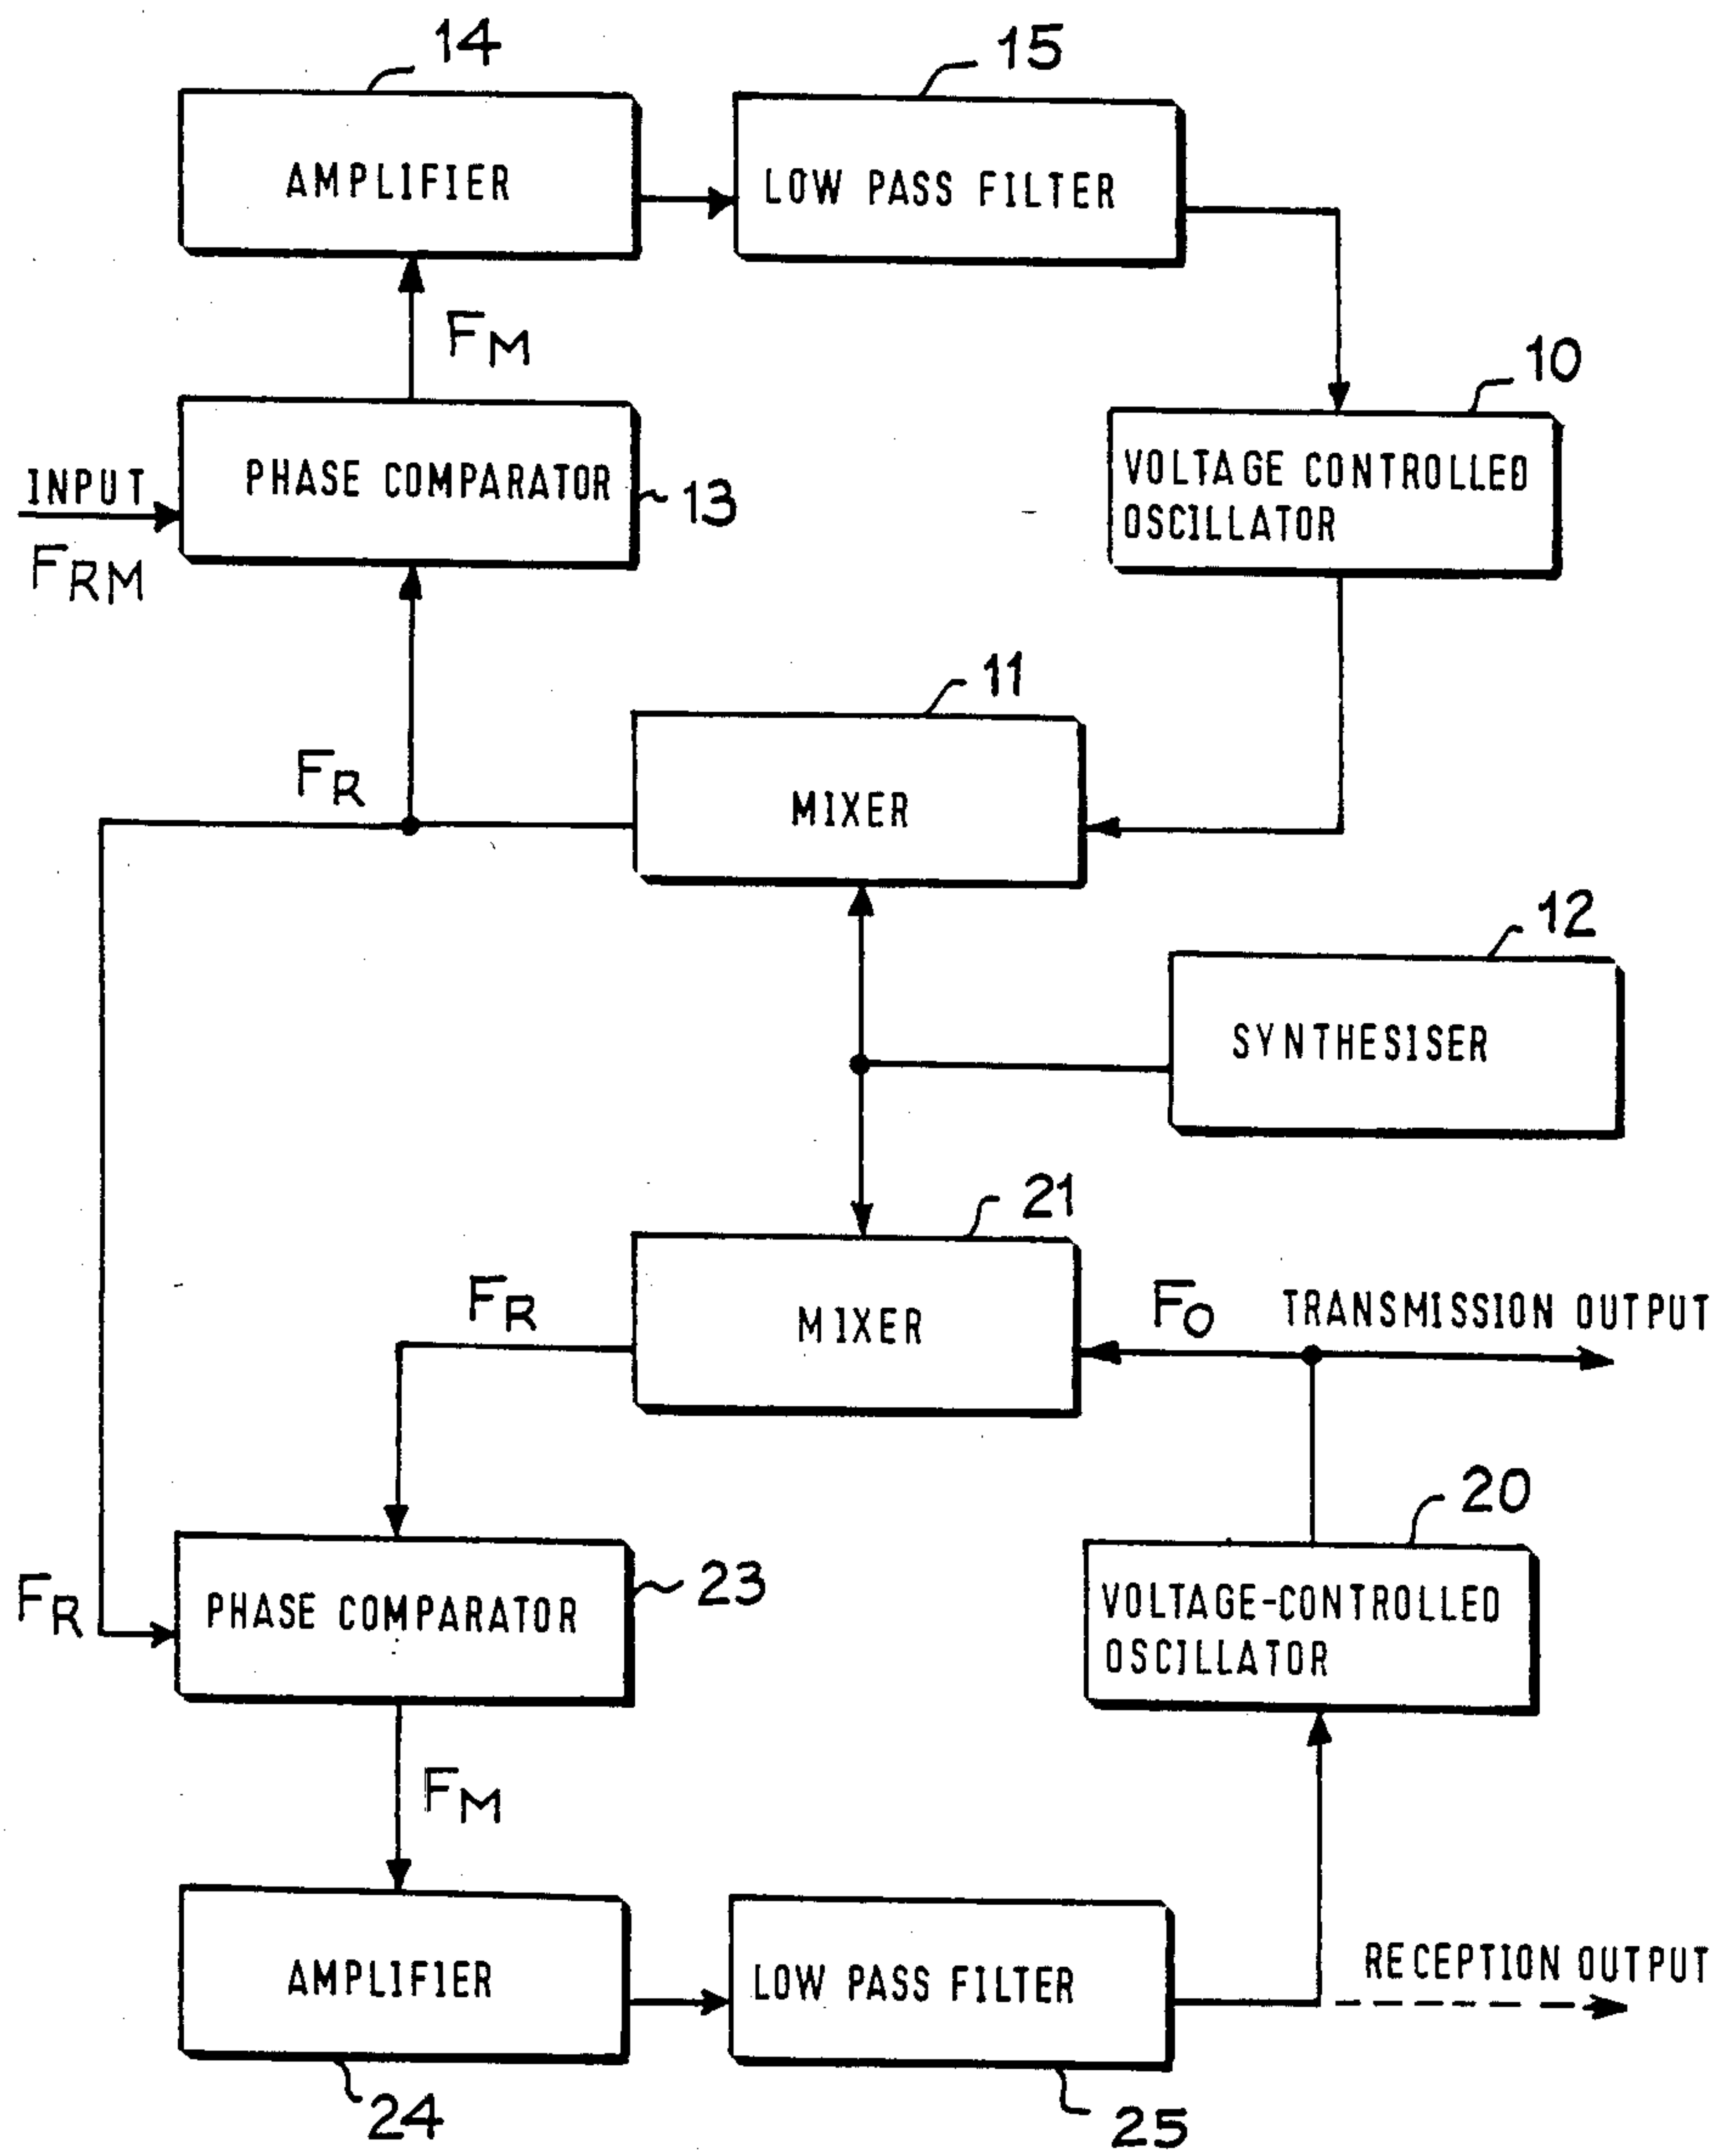 14
15
AMPLIFIER
LOW PASS FILTER
FM
10
INPUT
PHASE COMPARATOR
13
VOLTAGE CONTROLLED
OSCILLATOR
FRM
11
FR
MIXER
12
SYNTHESISER
21
FR
MIXER
FO
TRANSMISSION OUTPUT
20
FR
PHASE COMPARATOR
23
VOLTAGE-CONTROLLED
OSCILLATOR
FM
AMPLIFIER
LOW PASS FILTER
RECEPTION OUTPUT
24
25